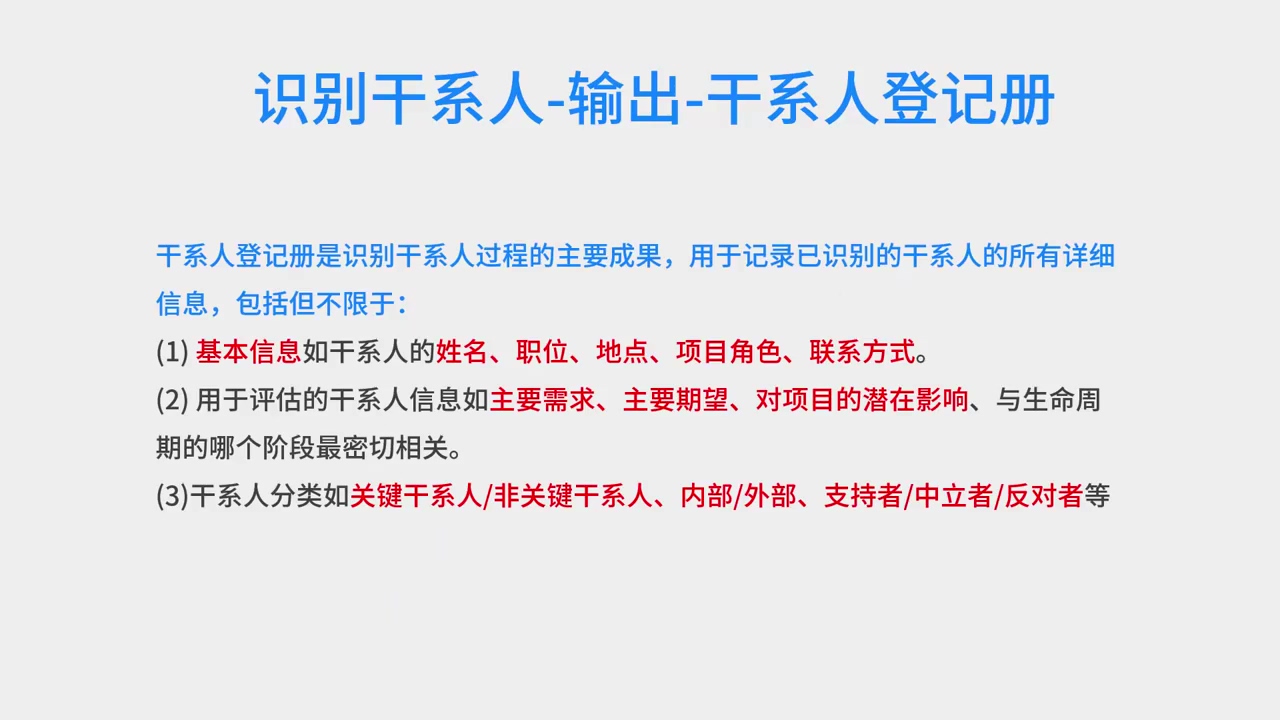 识别干系人-输出-干系人登记册
干系人登记册是识别干系人过程的主要成果，用于记录已识别的干系人的所有详细
信息，包括但不限于：
(1) 基本信息如干系人的姓名、职位、地点、项目角色、联系方式。
(2) 用于评估的干系人信息如主要需求、主要期望、对项目的潜在影响、与生命周
期的哪个阶段最密切相关。
(3)干系人分类如关键干系人/非关键干系人、内部/外部、支持者/中立者/反对者等